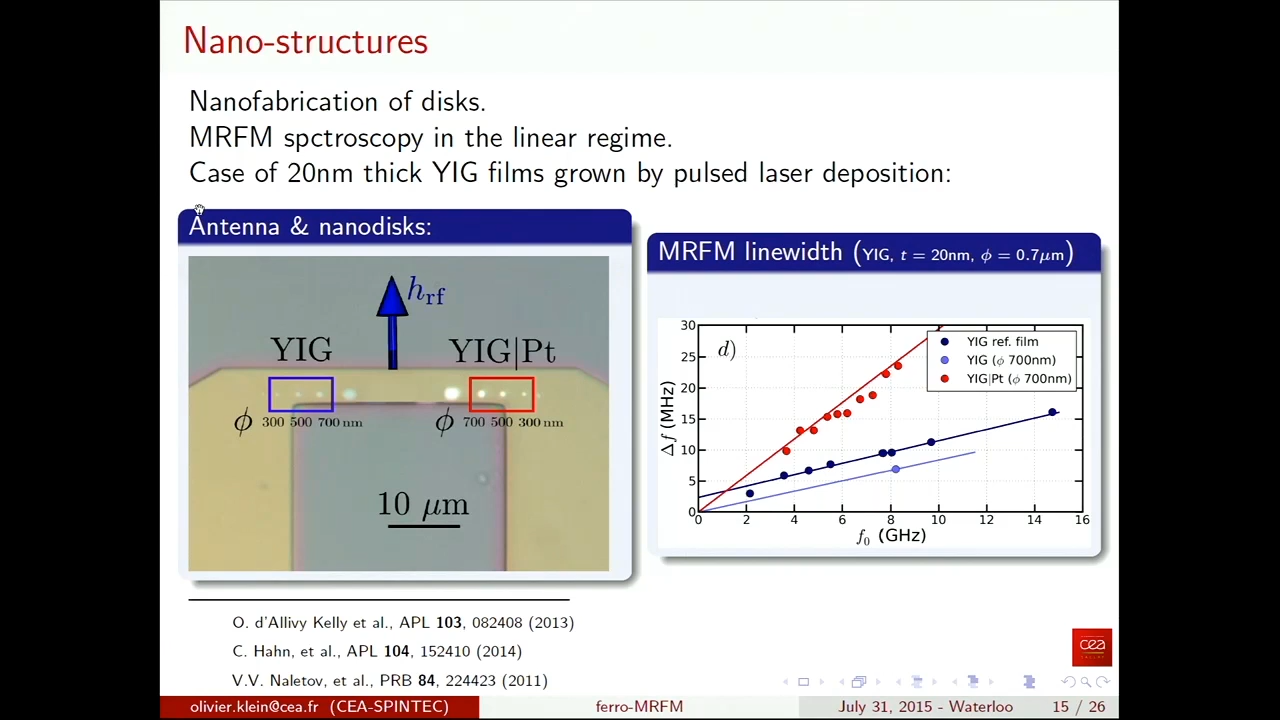 Nano-structures
Nanofabrication of disks.
MRFM spctroscopy in the linear regime.
Case of 20nm thick YIG films grown by pulsed laser deposition:
Antenna & nanodisks:
h_rf
YIG
YIG|Pt
ϕ 300 500 700 nm
ϕ 700 500 300 nm
10 μm
MRFM linewidth (YIG, t = 20nm, ϕ = 0.7μm)
d)
YIG ref. film
YIG (ϕ 700nm)
YIG|Pt (ϕ 700nm)
Δf (MHz)
30
25
20
15
10
5
0
0 2 4 6 8 10 12 14 16
f_0 (GHz)
O. d'Allivy Kelly et al., APL 103, 082408 (2013)
C. Hahn, et al., APL 104, 152410 (2014)
V.V. Naletov, et al., PRB 84, 224423 (2011)
cea
olivier.klein@cea.fr (CEA-SPINTEC)
ferro-MRFM
July 31, 2015 - Waterloo
15 / 26